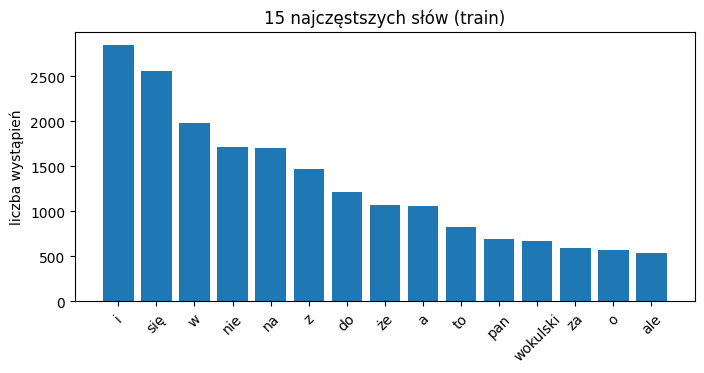 15 najczęstszych słów (train)
liczba wystąpień
2500
2000
1500
1000
500
0
i
się
w
nie
na
z
do
że
a
to
pan
wokulski
za
o
ale